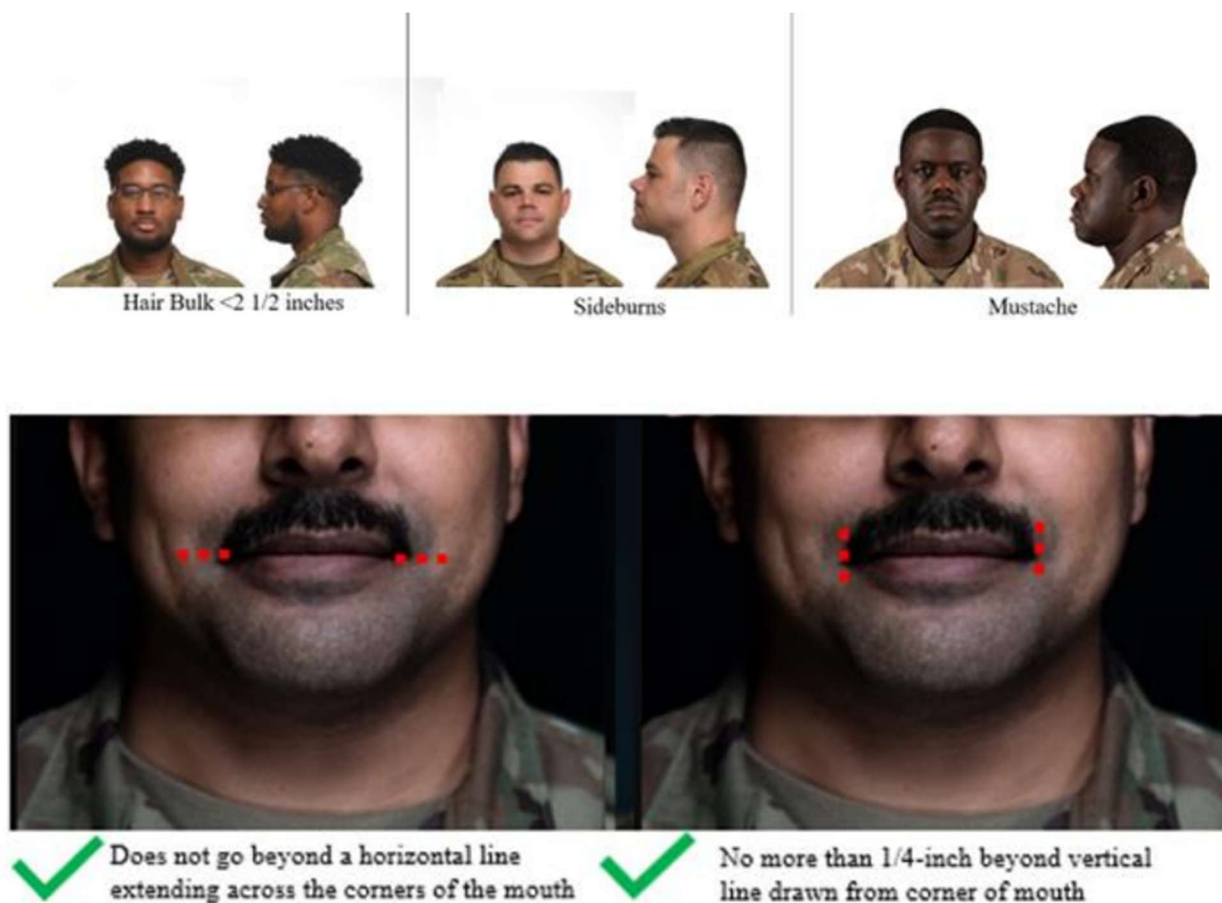 Hair Bulk <2 1/2 inches
Sideburns
Mustache
Does not go beyond a horizontal line
extending across the corners of the mouth
No more than 1/4-inch beyond vertical
line drawn from corner of mouth